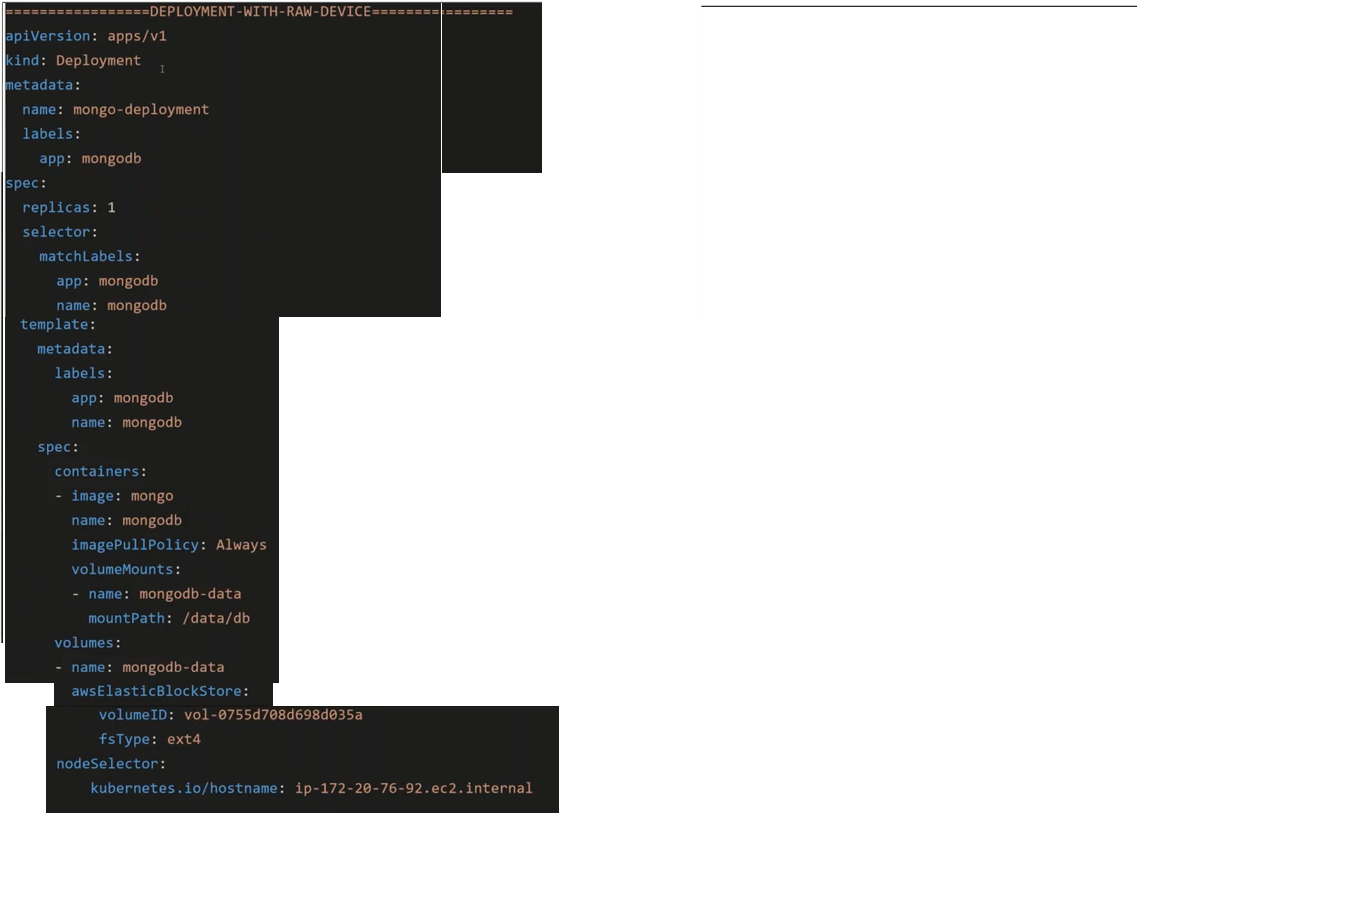 =================DEPLOYMENT-WITH-RAW-DEVICE=================
apiVersion: apps/v1
kind: Deployment
metadata:
  name: mongo-deployment
  labels:
    app: mongodb
spec:
  replicas: 1
  selector:
    matchLabels:
      app: mongodb
      name: mongodb
  template:
    metadata:
      labels:
        app: mongodb
        name: mongodb
    spec:
      containers:
      - image: mongo
        name: mongodb
        imagePullPolicy: Always
        volumeMounts:
        - name: mongodb-data
          mountPath: /data/db
      volumes:
      - name: mongodb-data
        awsElasticBlockStore:
           volumeID: vol-0755d708d698d035a
           fsType: ext4
      nodeSelector:
          kubernetes.io/hostname: ip-172-20-76-92.ec2.internal